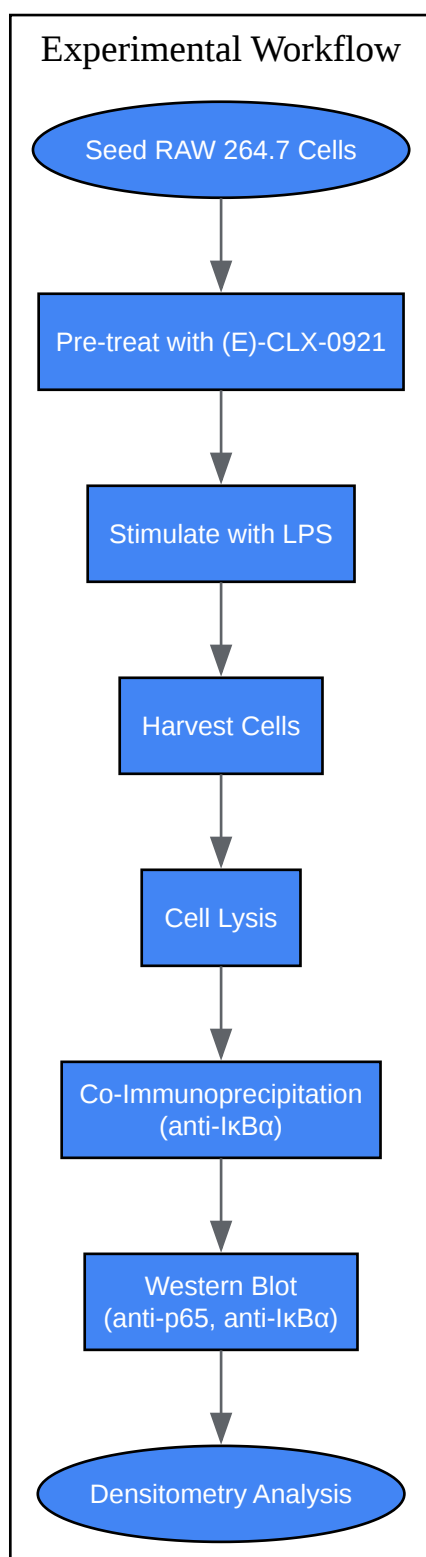 Experimental Workflow
Seed RAW 264.7 Cells
Pre-treat with (E)-CLX-0921
Stimulate with LPS
Harvest Cells
Cell Lysis
Co-Immunoprecipitation
(anti-IκBα)
Western Blot
(anti-p65, anti-IκBα)
Densitometry Analysis